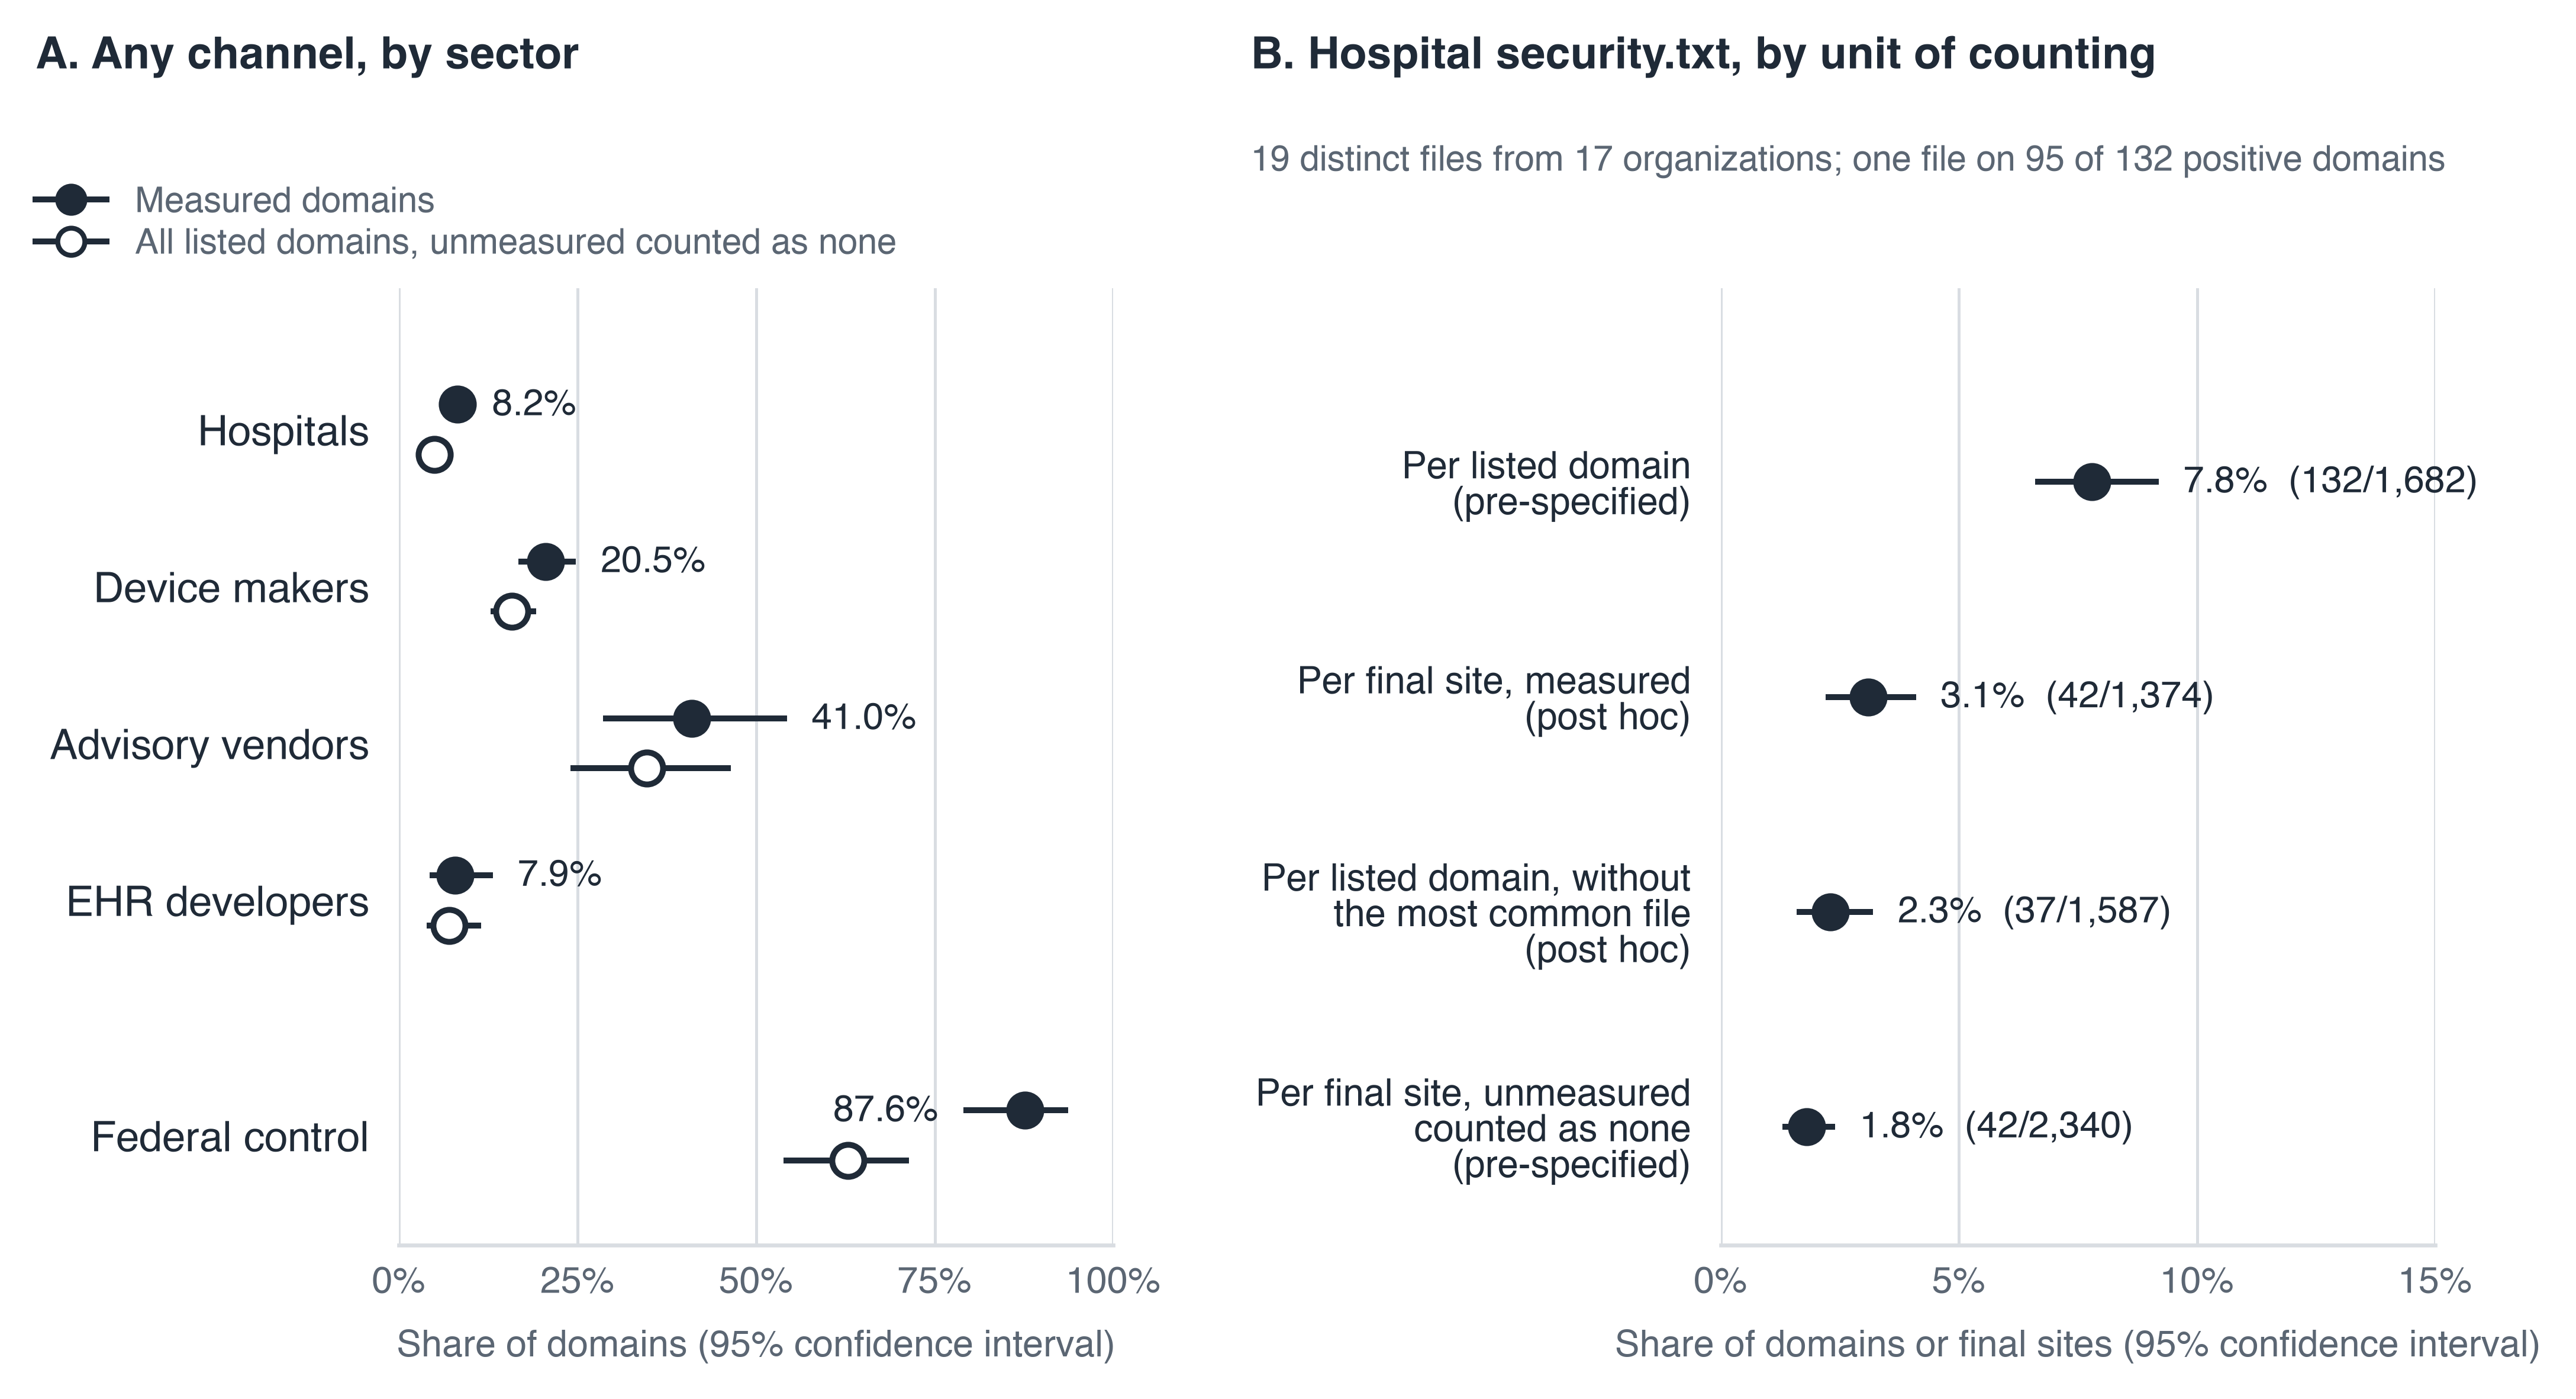 A. Any channel, by sector
Measured domains
All listed domains, unmeasured counted as none
Hospitals
8.2%
Device makers
20.5%
Advisory vendors
41.0%
EHR developers
7.9%
Federal control
87.6%
0% 25% 50% 75% 100%
Share of domains (95% confidence interval)
B. Hospital security.txt, by unit of counting
19 distinct files from 17 organizations; one file on 95 of 132 positive domains
Per listed domain
(pre-specified)
7.8% (132/1,682)
Per final site, measured
(post hoc)
3.1% (42/1,374)
Per listed domain, without
the most common file
(post hoc)
2.3% (37/1,587)
Per final site, unmeasured
counted as none
(pre-specified)
1.8% (42/2,340)
0% 5% 10% 15%
Share of domains or final sites (95% confidence interval)